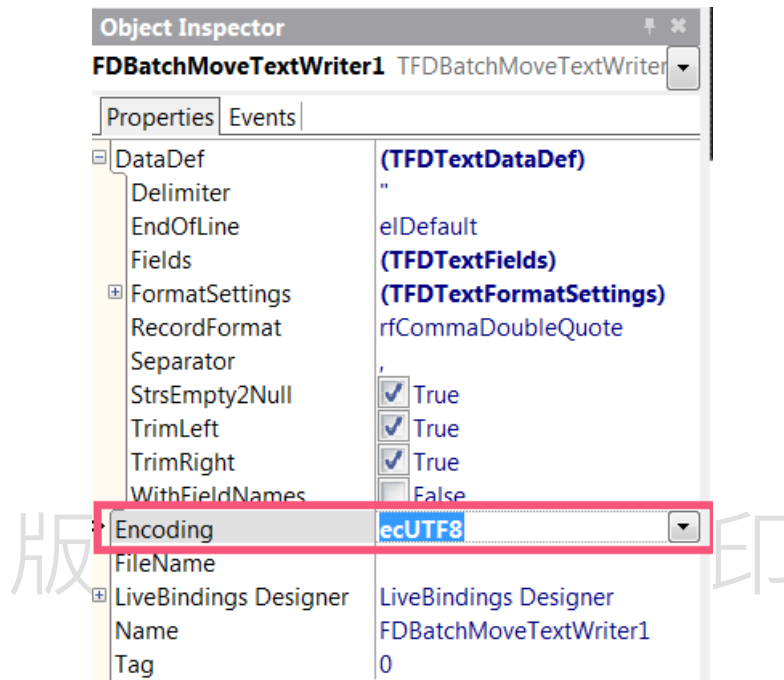 Object Inspector
FDBatchMoveTextWriter1 TFDBatchMoveTextWriter
Properties Events
DataDef (TFDTextDataDef)
Delimiter "
EndOfLine elDefault
Fields (TFDTextFields)
FormatSettings (TFDTextFormatSettings)
RecordFormat rfCommaDoubleQuote
Separator ,
StrsEmpty2Null True
TrimLeft True
TrimRight True
WithFieldNames False
版 Encoding ecUTF8 印
FileName
LiveBindings Designer LiveBindings Designer
Name FDBatchMoveTextWriter1
Tag 0